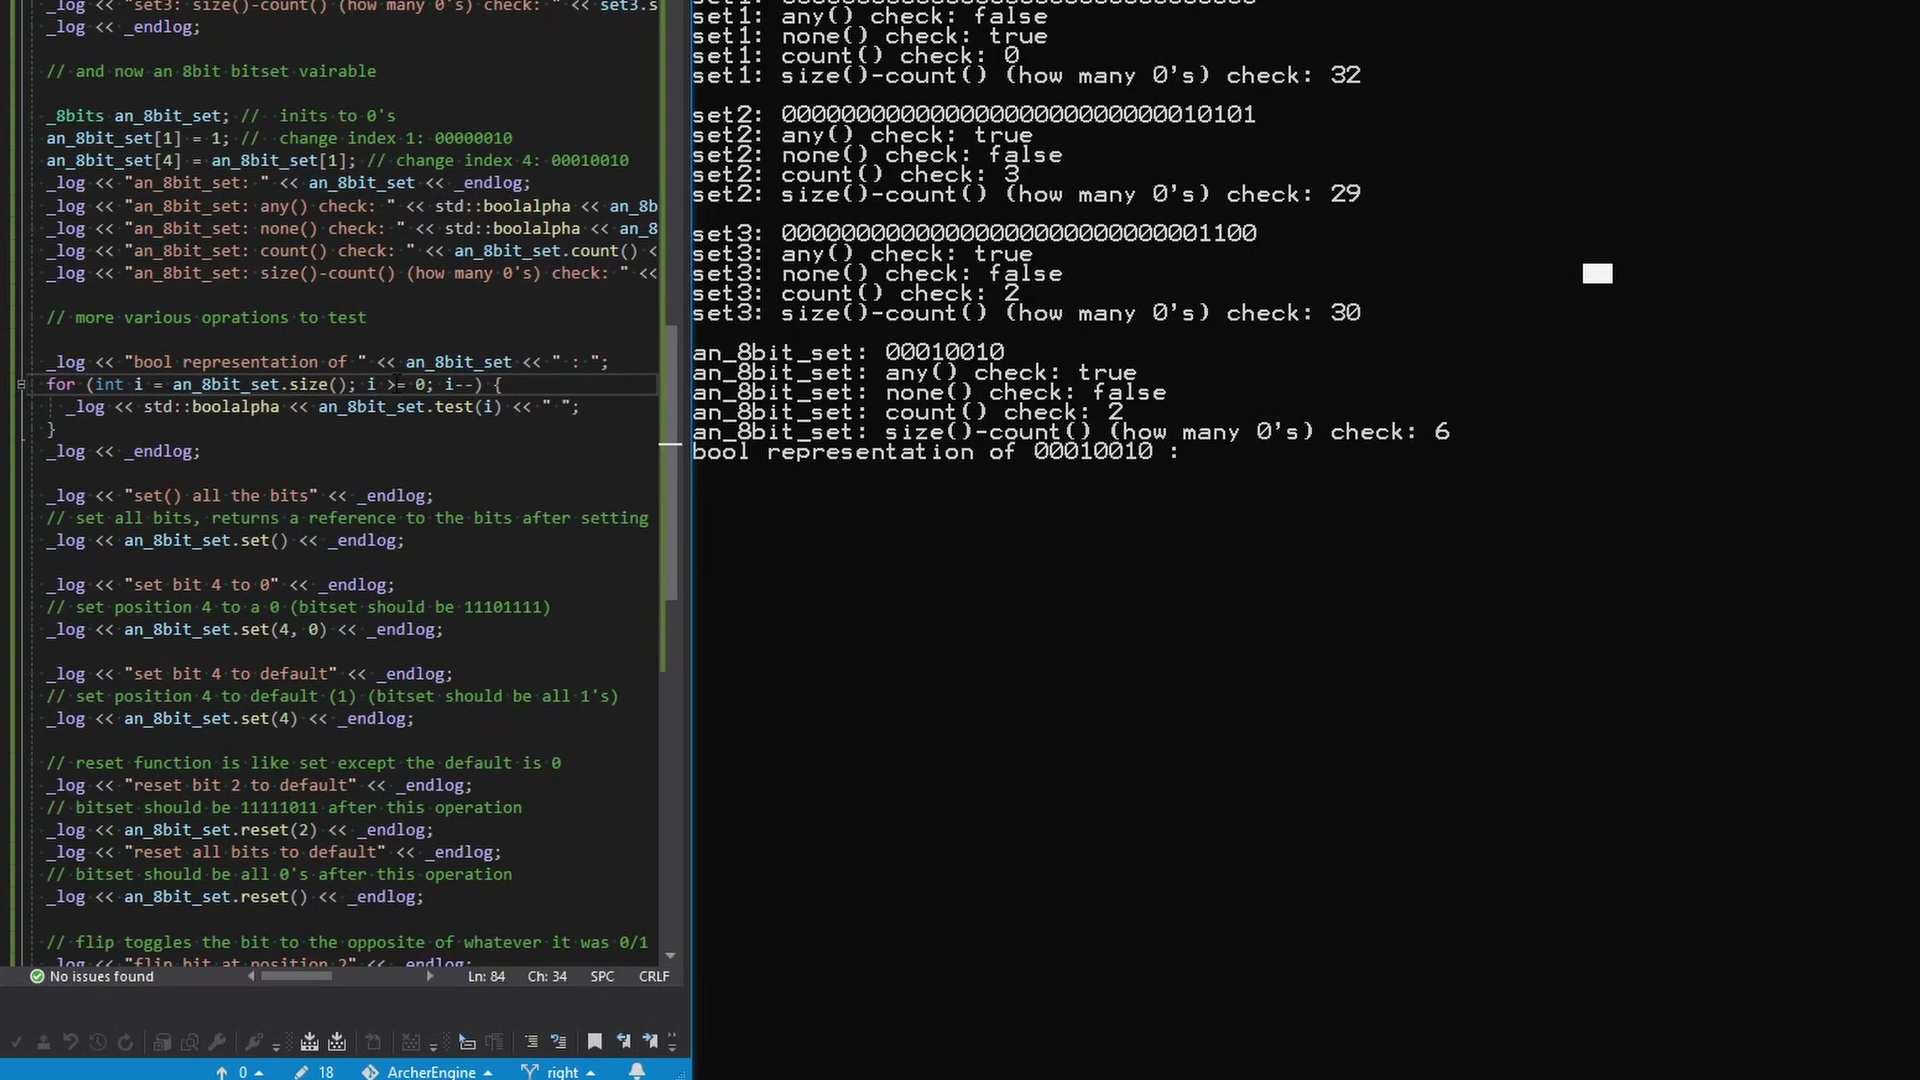 _log << "set3: size()-count() (how many 0's) check: " << set3.s
_log << _endlog;
// and now an 8bit bitset vairable
_8bits an_8bit_set; // inits to 0's
an_8bit_set[1] = 1; // change index 1: 00000010
an_8bit_set[4] = an_8bit_set[1]; // change index 4: 00010010
_log << "an_8bit_set: " << an_8bit_set << _endlog;
_log << "an_8bit_set: any() check: " << std::boolalpha << an_8b
_log << "an_8bit_set: none() check: " << std::boolalpha << an_8
_log << "an_8bit_set: count() check: " << an_8bit_set.count() <
_log << "an_8bit_set: size()-count() (how many 0's) check: " <<
// more various oprations to test
_log << "bool representation of " << an_8bit_set << " : ";
for (int i = an_8bit_set.size(); i >= 0; i--) {
_log << std::boolalpha << an_8bit_set.test(i) << " ";
}
_log << _endlog;
_log << "set() all the bits" << _endlog;
// set all bits, returns a reference to the bits after setting
_log << an_8bit_set.set() << _endlog;
_log << "set bit 4 to 0" << _endlog;
// set position 4 to a 0 (bitset should be 11101111)
_log << an_8bit_set.set(4, 0) << _endlog;
_log << "set bit 4 to default" << _endlog;
// set position 4 to default (1) (bitset should be all 1's)
_log << an_8bit_set.set(4) << _endlog;
// reset function is like set except the default is 0
_log << "reset bit 2 to default" << _endlog;
// bitset should be 11111011 after this operation
_log << an_8bit_set.reset(2) << _endlog;
_log << "reset all bits to default" << _endlog;
// bitset should be all 0's after this operation
_log << an_8bit_set.reset() << _endlog;
// flip toggles the bit to the opposite of whatever it was 0/1
_log << "flip bit at position 2" << _endlog;
No issues found
Ln: 84 Ch: 34 SPC CRLF
0 18 ArcherEngine right
set1: any() check: false
set1: none() check: true
set1: count() check: 0
set1: size()-count() (how many 0's) check: 32
set2: 00000000000000000000000000010101
set2: any() check: true
set2: none() check: false
set2: count() check: 3
set2: size()-count() (how many 0's) check: 29
set3: 00000000000000000000000000001100
set3: any() check: true
set3: none() check: false
set3: count() check: 2
set3: size()-count() (how many 0's) check: 30
an_8bit_set: 00010010
an_8bit_set: any() check: true
an_8bit_set: none() check: false
an_8bit_set: count() check: 2
an_8bit_set: size()-count() (how many 0's) check: 6
bool representation of 00010010 :